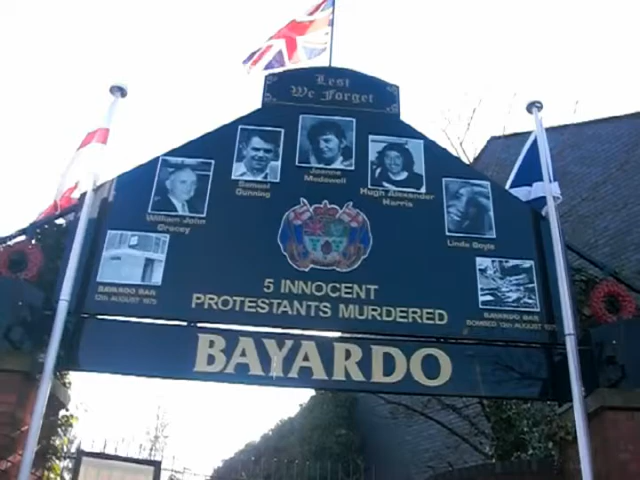 Lest
We Forget
Samuel
Gunning
Joanne
McDowell
Hugh Alexander
Harris
William John
Gracey
Linda Boyle
BAYARDO BAR
13th AUGUST 1975
BAYARDO BAR
BOMBED 13th AUGUST 1975
5 INNOCENT
PROTESTANTS MURDERED
BAYARDO